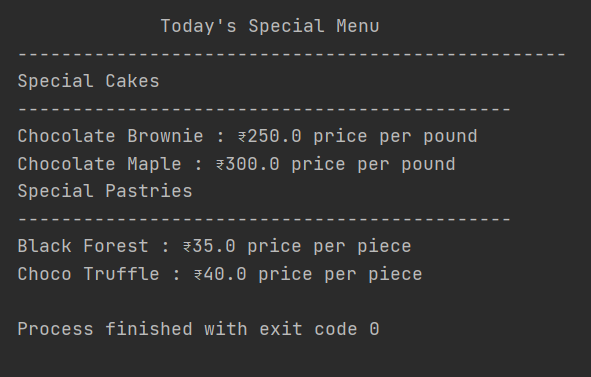 Today's Special Menu
--------------------------------------------------
Special Cakes
---------------------------------------------
Chocolate Brownie : ₹250.0 price per pound
Chocolate Maple : ₹300.0 price per pound
Special Pastries
---------------------------------------------
Black Forest : ₹35.0 price per piece
Choco Truffle : ₹40.0 price per piece
Process finished with exit code 0